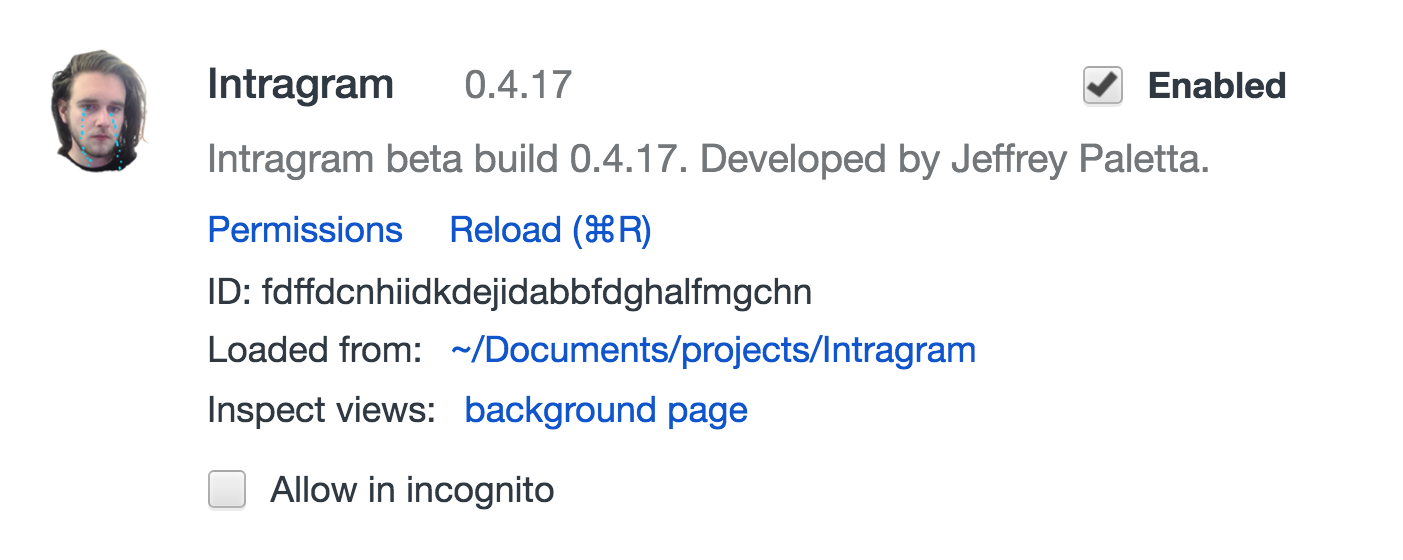 Intragram 0.4.17 Enabled
Intragram beta build 0.4.17. Developed by Jeffrey Paletta.
Permissions Reload (⌘R)
ID: fdffdcnhiidkdejidabbfdghalfmgchn
Loaded from: ~/Documents/projects/Intragram
Inspect views: background page
Allow in incognito